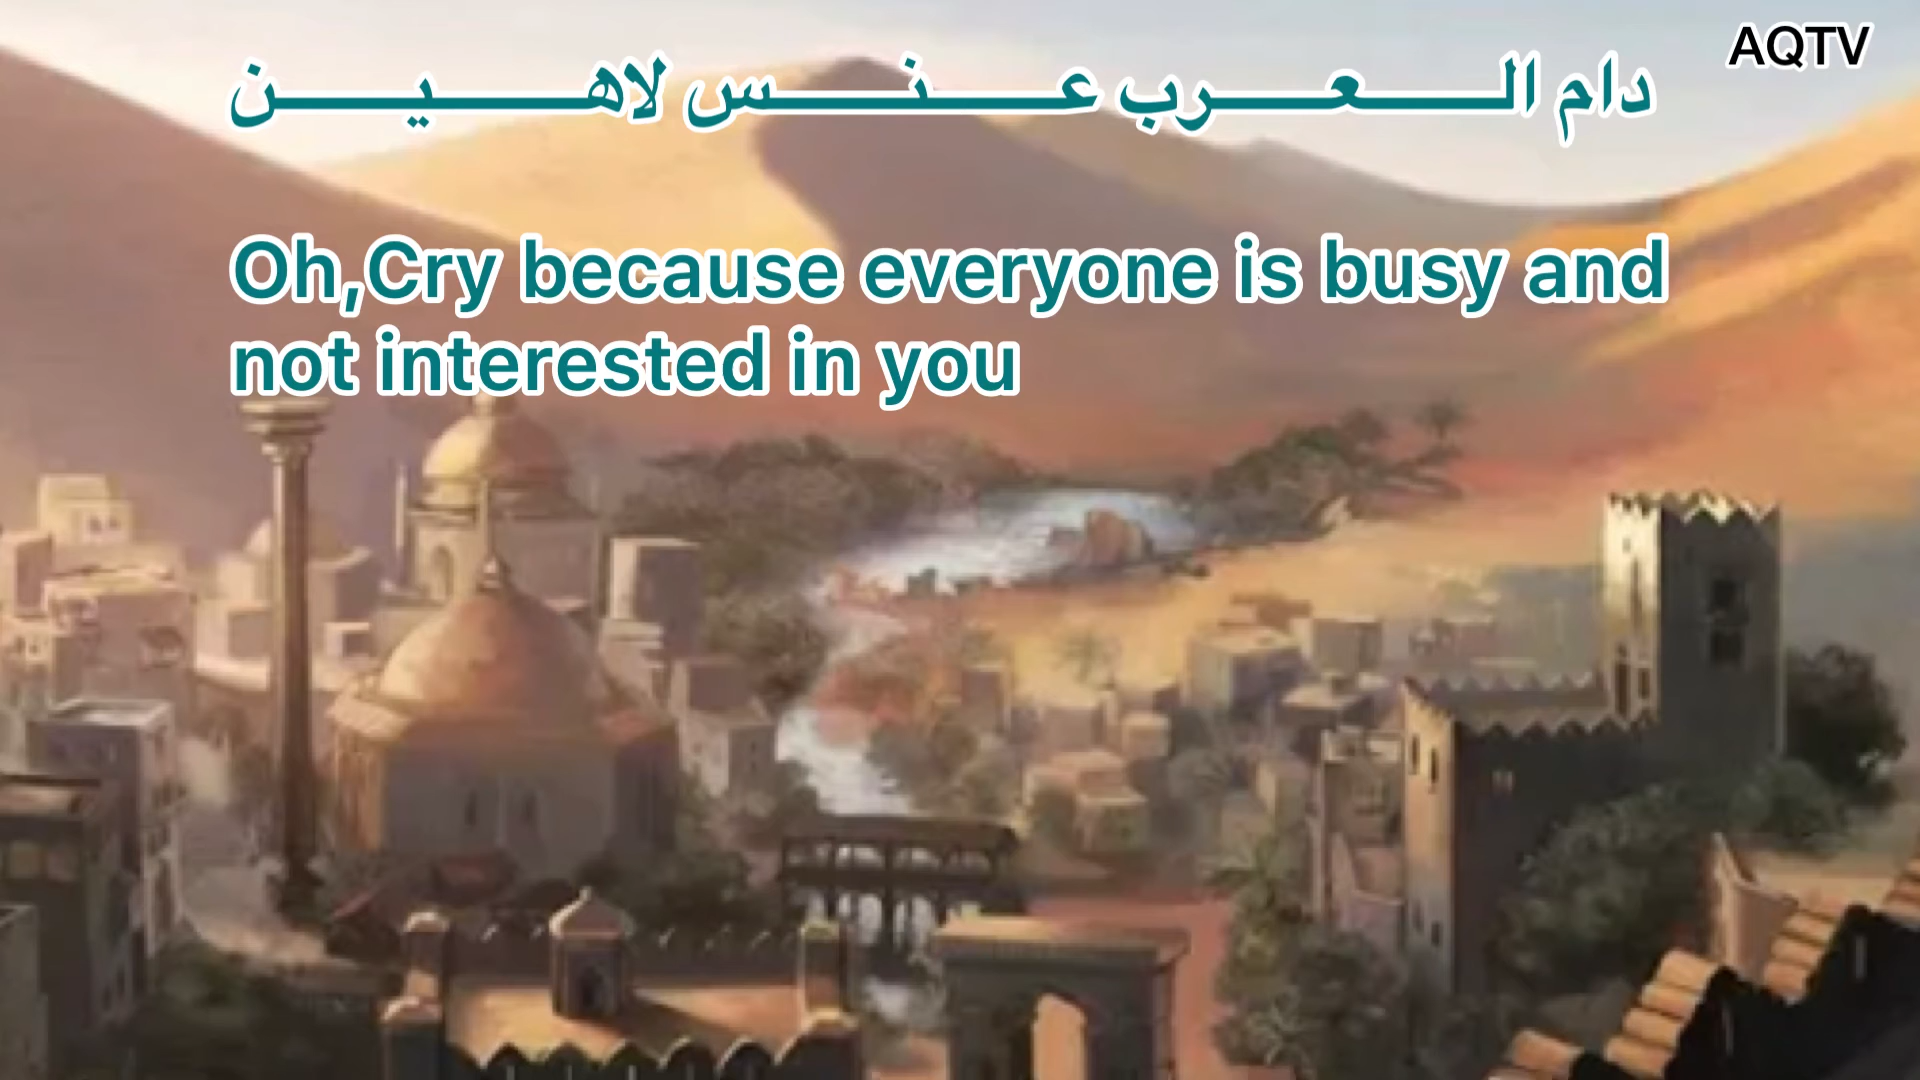 AQTV
دام العرب عنس لاهين
Oh,Cry because everyone is busy and
not interested in you